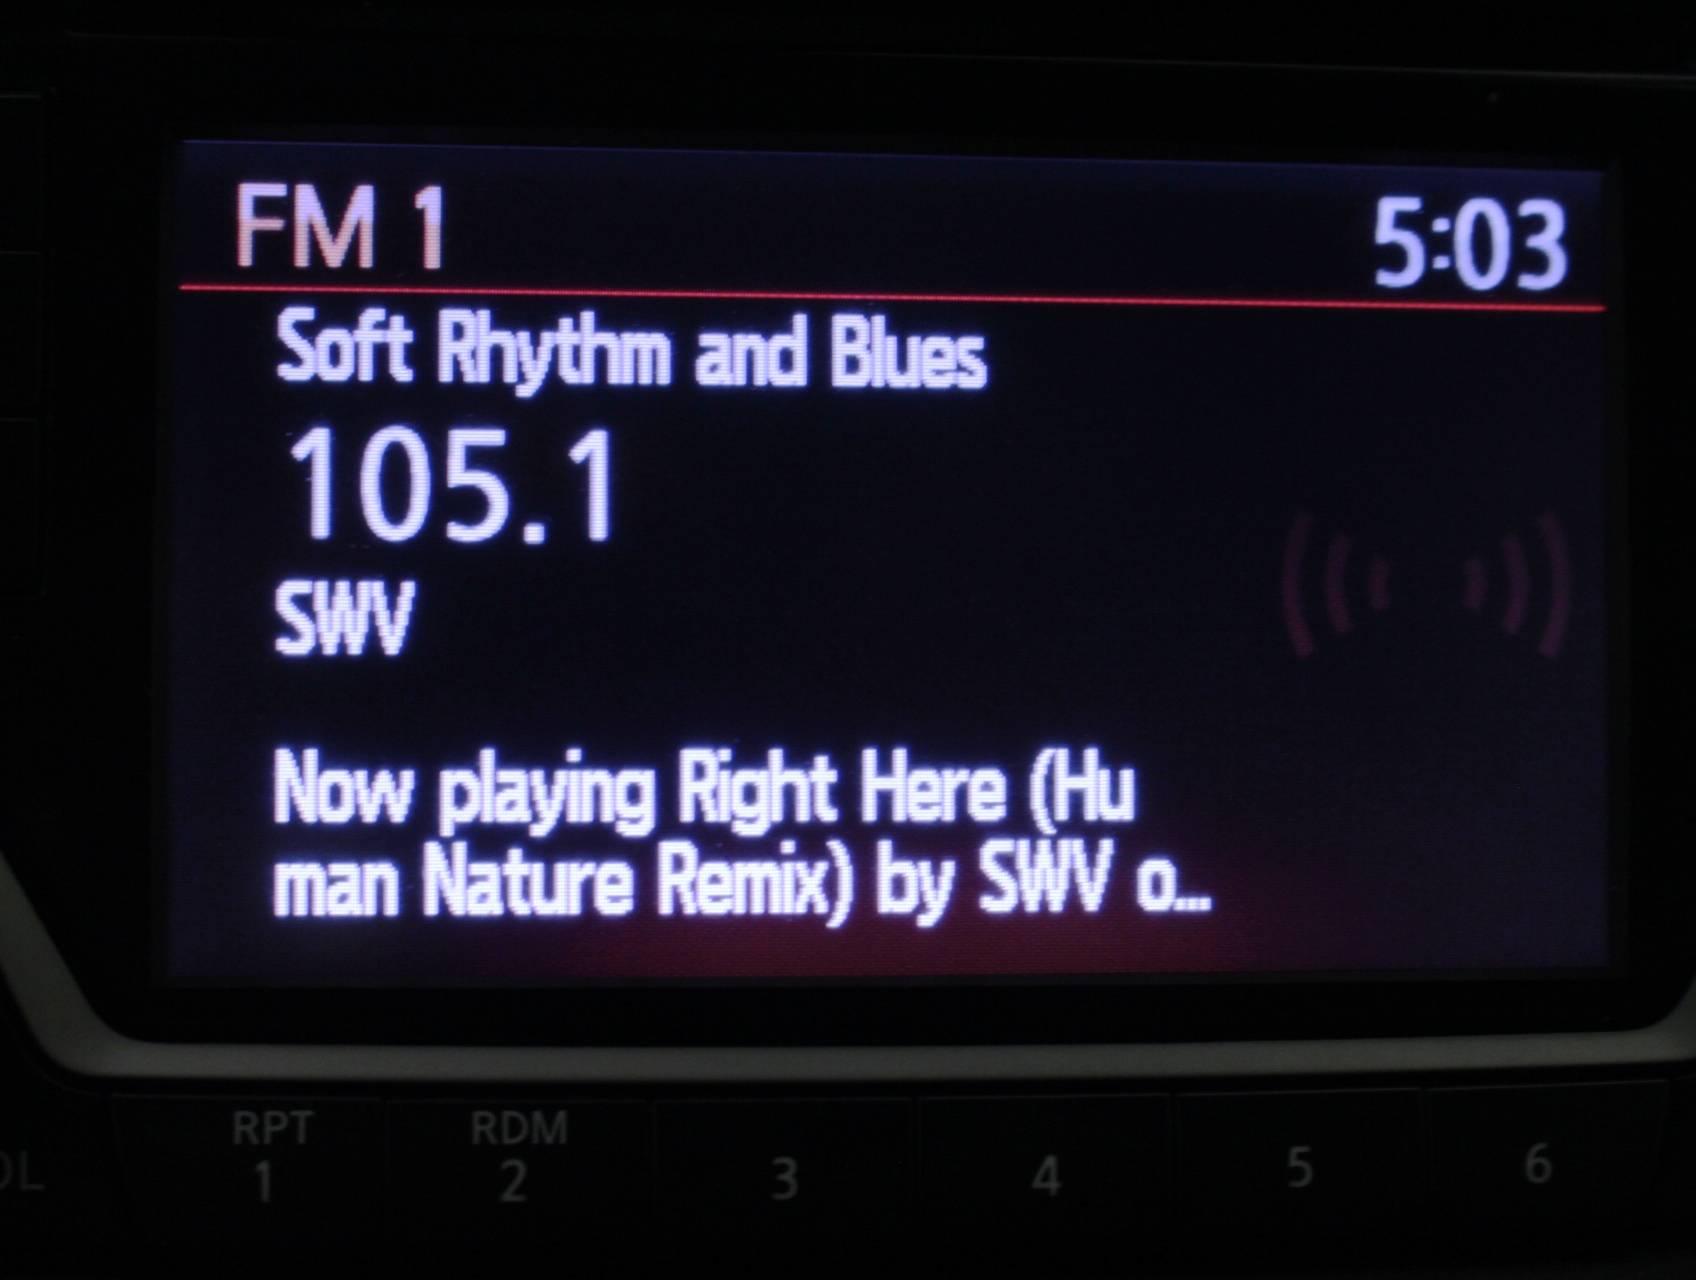 FM 1 5:03
Soft Rhythm and Blues
105.1
SWV
Now playing Right Here (Hu
man Nature Remix) by SWV o...
RPT RDM
1 2 3 4 5 6